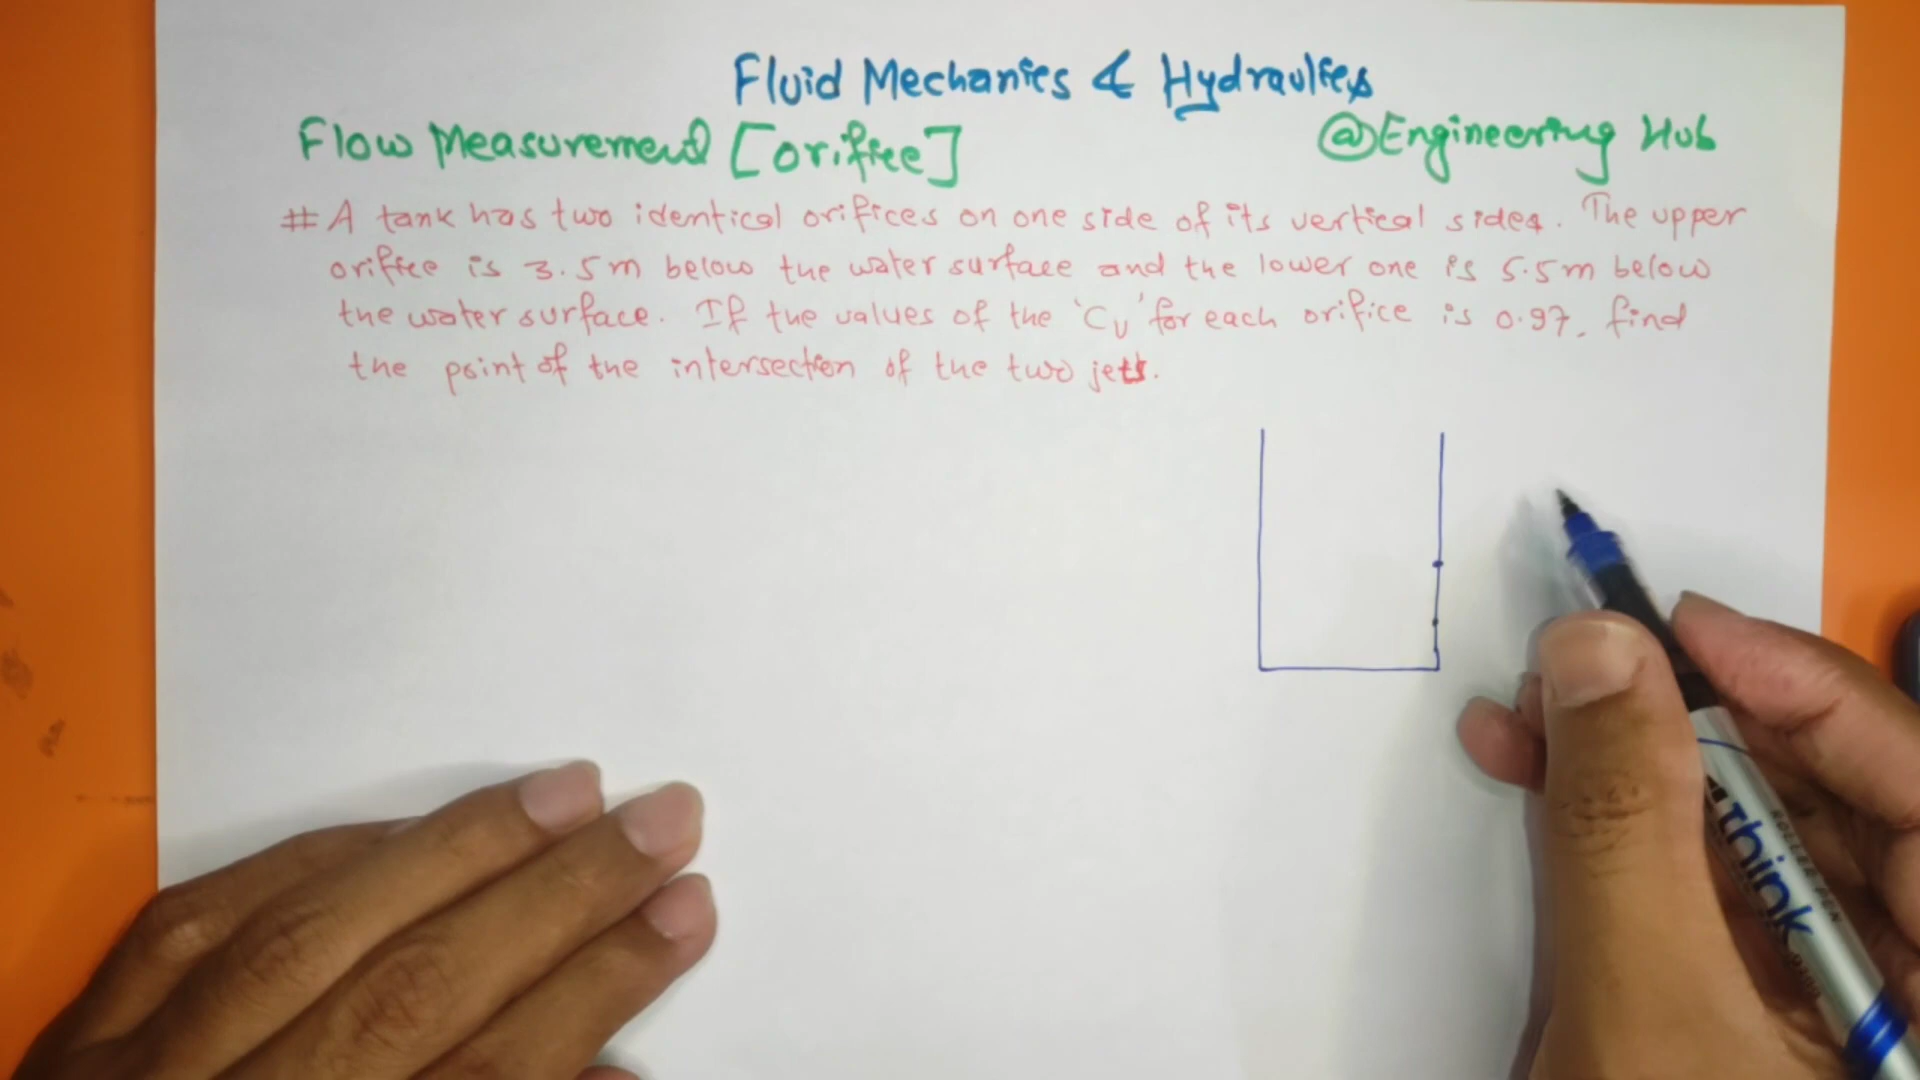 Fluid Mechanics & Hydraulics
Flow Measurement [orifice]
@Engineering Hub
# A tank has two identical orifices on one side of its vertical sides. The upper
orifice is 3.5m below the water surface and the lower one is 5.5m below
the water surface. If the values of the 'Cv' for each orifice is 0.97, find
the point of the intersection of the two jets.
Think
ROLLER PEN